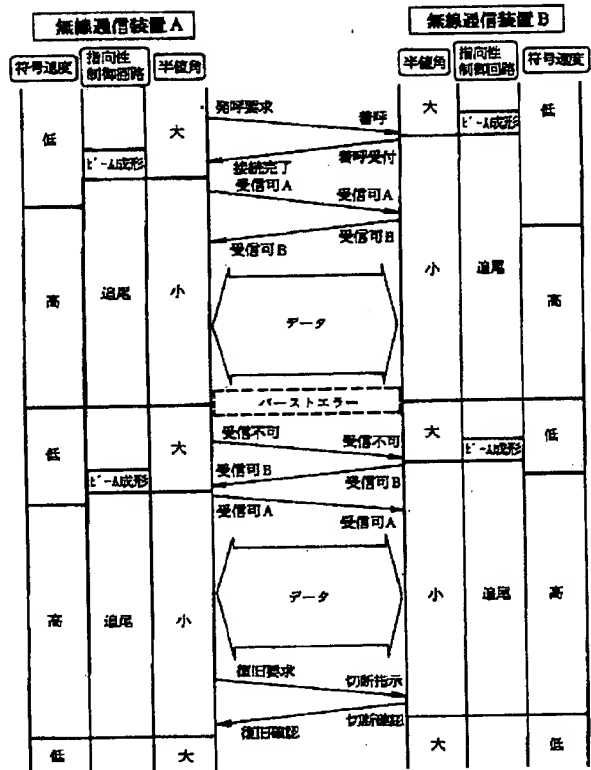 無線通信装置A
無線通信装置B
符号速度
指向性
制御回路
半値角
半値角
指向性
制御回路
符号速度
発呼要求
着呼
低
大
大
低
ビーム成形
接続完了
着呼受付
受信可A
受信可A
受信可B
受信可B
高
追尾
小
データ
小
追尾
高
バーストエラー
低
大
受信不可
受信不可
大
低
ビーム成形
ビーム成形
受信可B
受信可B
受信可A
受信可A
高
追尾
小
データ
小
追尾
高
復旧要求
切断指示
復旧確認
切断確認
低
大
大
低
ビーム成形